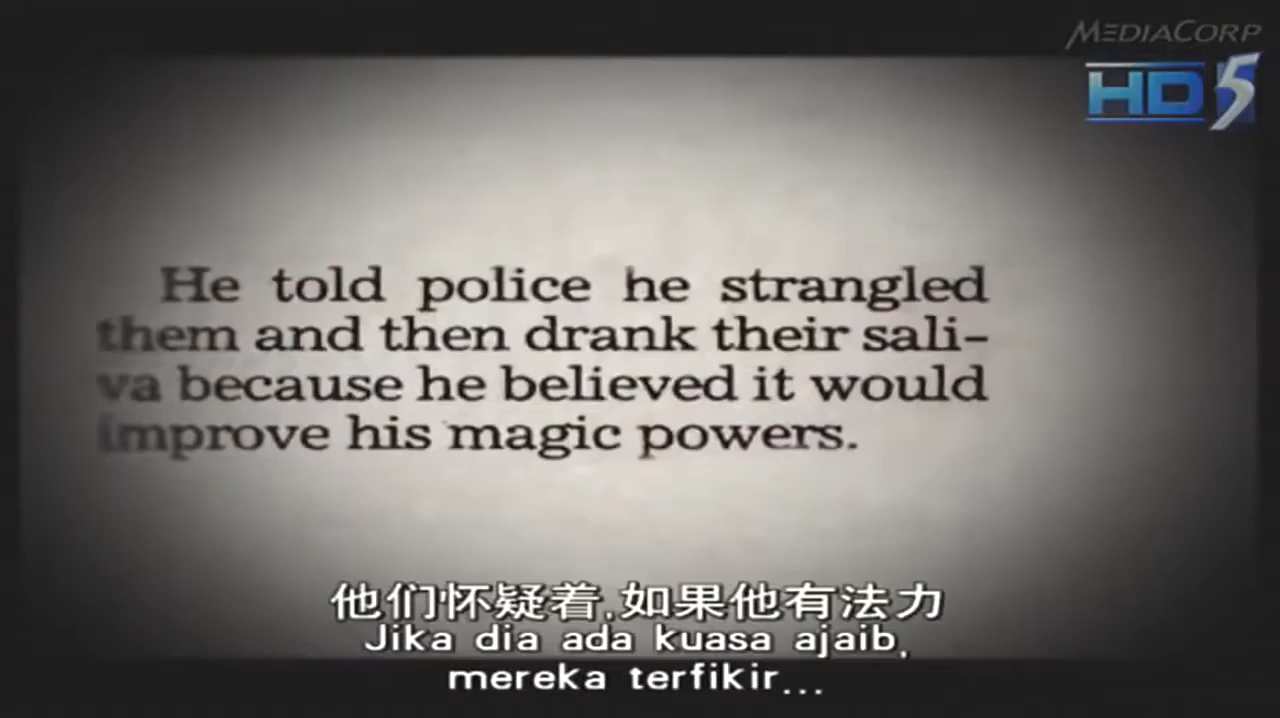 MEDIACORP
HD 5
He told police he strangled
them and then drank their sali-
va because he believed it would
improve his magic powers.
他们怀疑着,如果他有法力
Jika dia ada kuasa ajaib,
mereka terfikir...